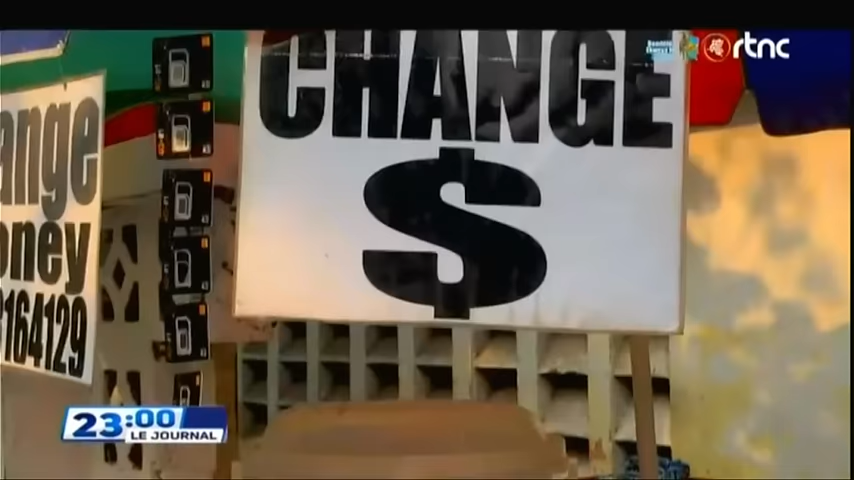 CHANGE
$
ange
oney
164129
rtnc
23:00
LE JOURNAL